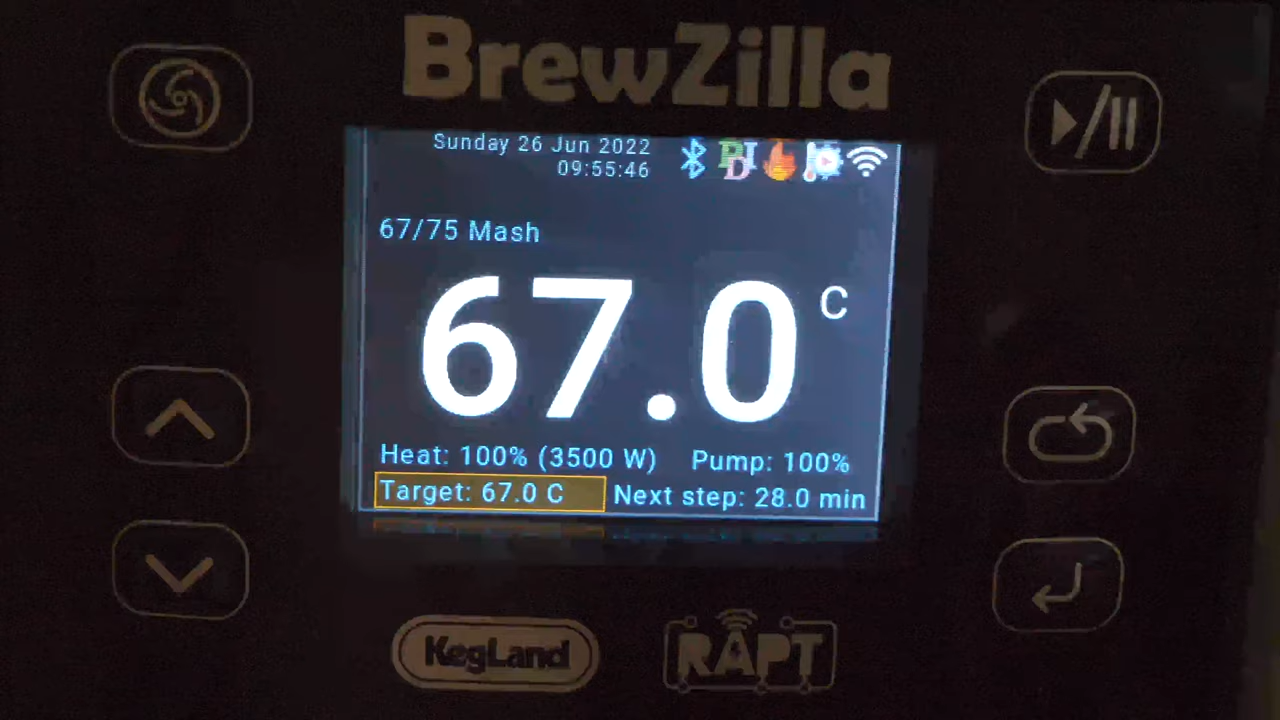 BrewZilla
Sunday 26 Jun 2022
09:55:46
67/75 Mash
67.0 C
Heat: 100% (3500 W) Pump: 100%
Target: 67.0 C Next step: 28.0 min
KegLand
RAPT